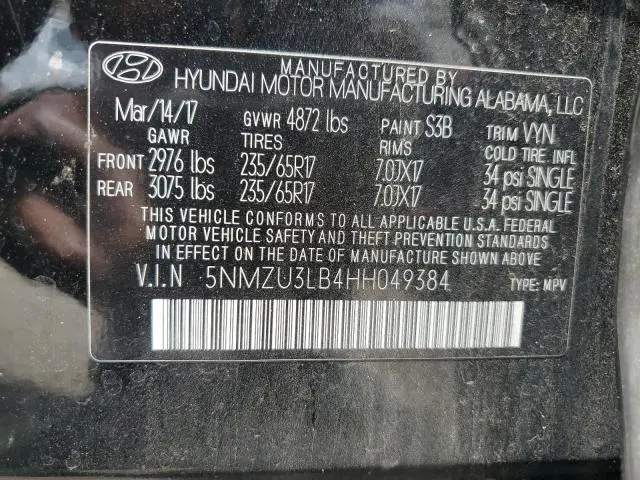 MANUFACTURED BY
HYUNDAI MOTOR MANUFACTURING ALABAMA, LLC
Mar/14/17 GVWR 4872 lbs PAINT S3B TRIM VYN
GAWR TIRES RIMS COLD TIRE INFL
FRONT 2976 lbs 235/65R17 7.0JX17 34 psi SINGLE
REAR 3075 lbs 235/65R17 7.0JX17 34 psi SINGLE
THIS VEHICLE CONFORMS TO ALL APPLICABLE U.S.A. FEDERAL
MOTOR VEHICLE SAFETY AND THEFT PREVENTION STANDARDS
IN EFFECT ON THE DATE OF MANUFACTURE SHOWN ABOVE.
V.I.N 5NMZU3LB4HH049384 TYPE: MPV